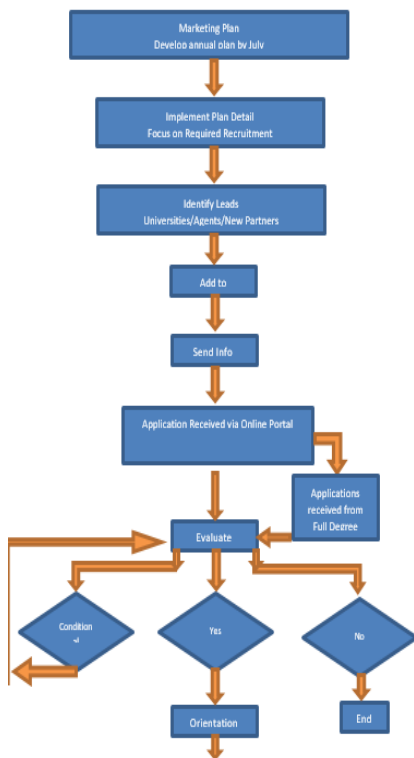 Marketing Plan
Develop annual plan by July
Implement Plan Detail
Focus on Required Recruitment
Identify Leads
Universities/Agents/New Partners
Add to
Send Info
Application Received via Online Portal
Applications
received from
Full Degree
Evaluate
Condition
al
Yes
No
Orientation
End